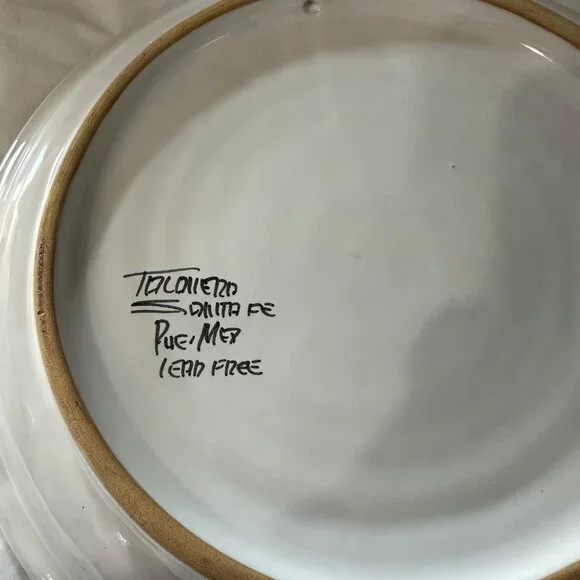 TALAVERA
SANTA FE
PUE, MEX
LEAD FREE